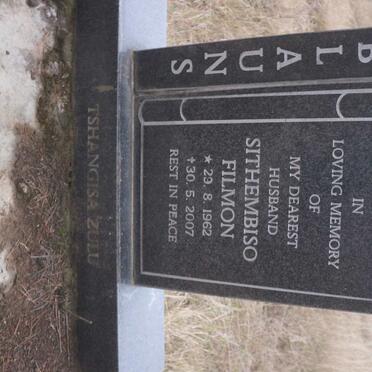 BLAUNS
IN
LOVING MEMORY
OF
MY DEAREST
HUSBAND
SITHEMBISO
FILMON
★ 29. 8. 1962
✝ 30. 5. 2007
REST IN PEACE
TSHANGISA ZULU